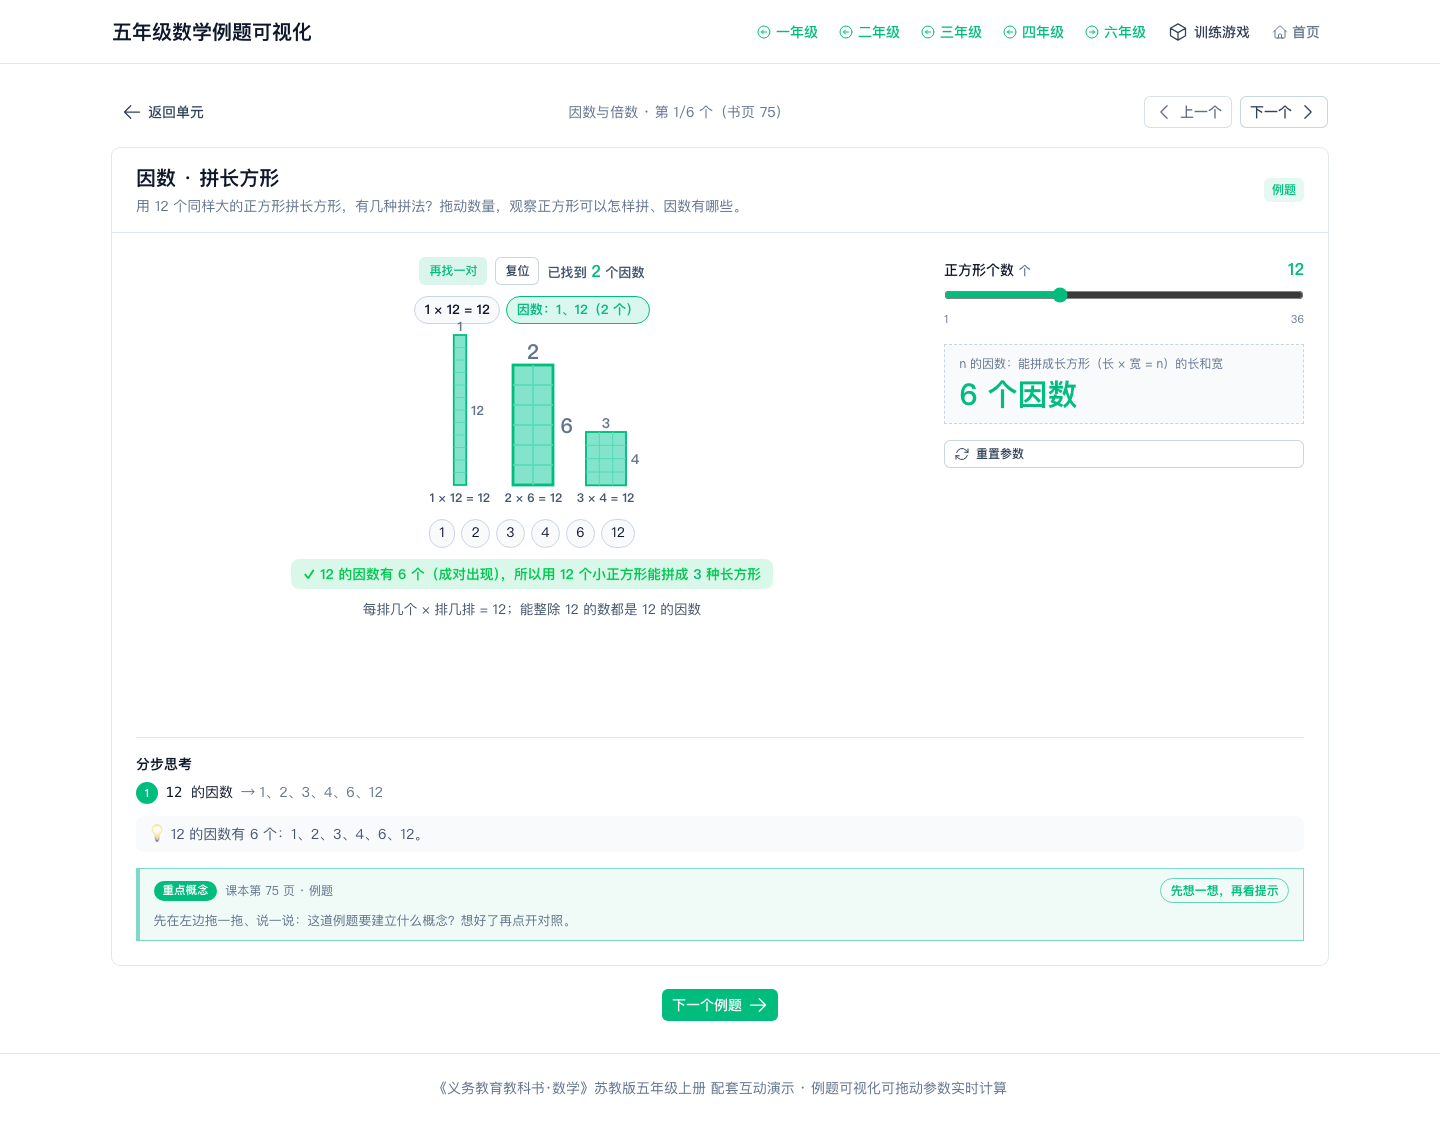 五年级数学例题可视化
一年级 二年级 三年级 四年级 六年级 训练游戏 首页
返回单元
因数与倍数 · 第 1/6 个（书页 75）
上一个 下一个
因数 · 拼长方形
用 12 个同样大的正方形拼长方形，有几种拼法？拖动数量，观察正方形可以怎样拼、因数有哪些。
例题
再找一对 复位 已找到 2 个因数
1 × 12 = 12 因数：1、12（2 个）
1
12
2
6
3
4
1 × 12 = 12 2 × 6 = 12 3 × 4 = 12
1 2 3 4 6 12
✓ 12 的因数有 6 个（成对出现），所以用 12 个小正方形能拼成 3 种长方形
每排几个 × 排几排 = 12；能整除 12 的数都是 12 的因数
正方形个数 个 12
1 36
n 的因数：能拼成长方形（长 × 宽 = n）的长和宽
6 个因数
重置参数
分步思考
1 12 的因数 → 1、2、3、4、6、12
12 的因数有 6 个：1、2、3、4、6、12。
重点概念 课本第 75 页 · 例题
先想一想，再看提示
先在左边拖一拖、说一说：这道例题要建立什么概念？想好了再点开对照。
下一个例题 →
《义务教育教科书·数学》苏教版五年级上册 配套互动演示 · 例题可视化可拖动参数实时计算